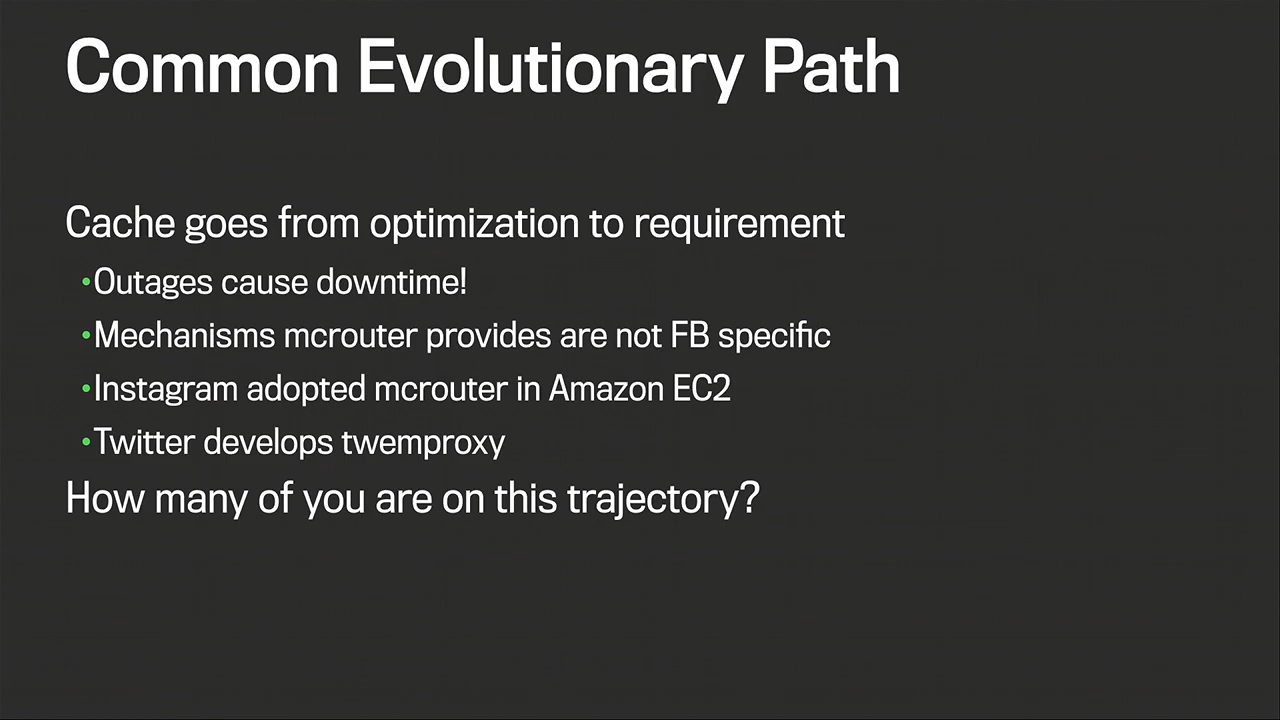 Common Evolutionary Path
Cache goes from optimization to requirement
•Outages cause downtime!
•Mechanisms mcrouter provides are not FB specific
•Instagram adopted mcrouter in Amazon EC2
•Twitter develops twemproxy
How many of you are on this trajectory?